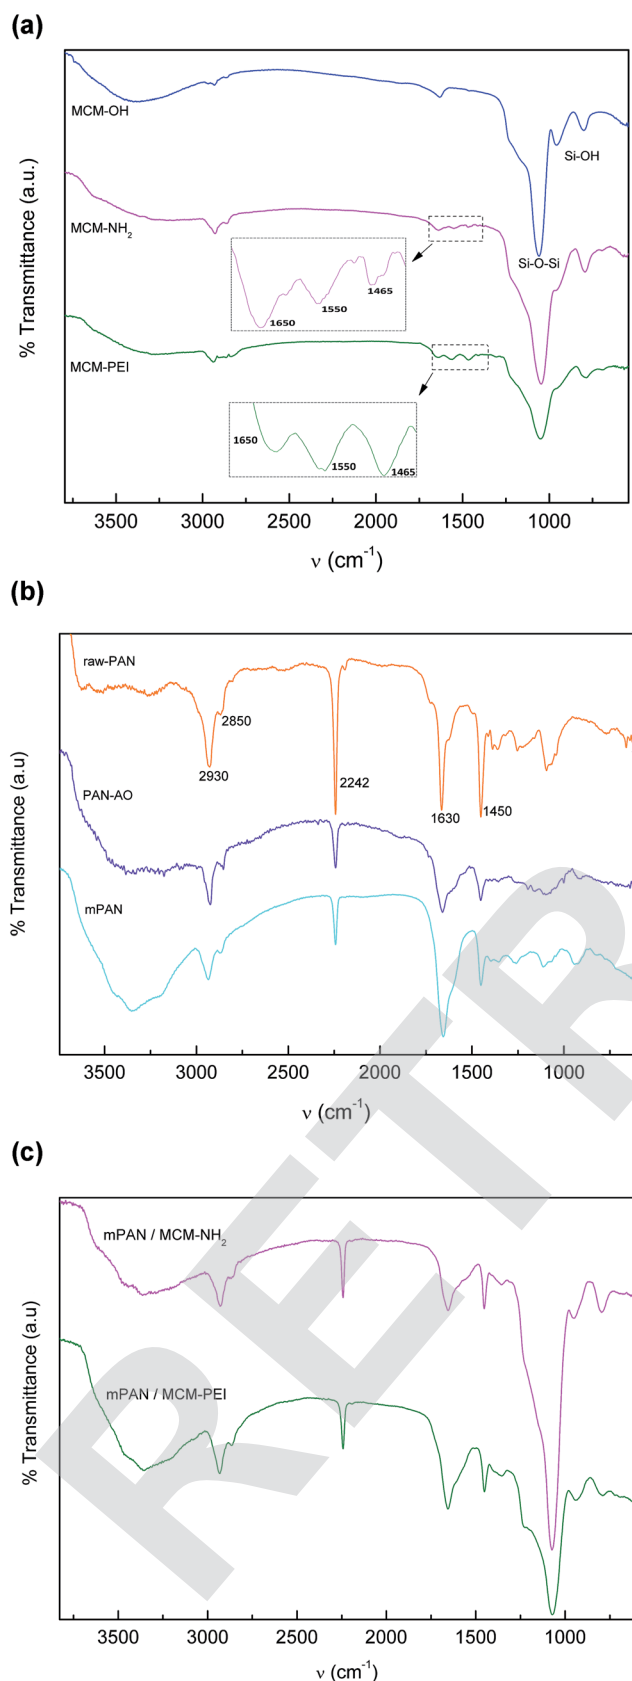 (a)
MCM-OH
Si-OH
MCM-NH₂
Si-O-Si
1650
1550
1465
MCM-PEI
1650
1550
1465
% Transmittance (a.u.)
3500 3000 2500 2000 1500 1000
ν (cm⁻¹)
(b)
raw-PAN
2850
2930
2242
1630
1450
PAN-AO
mPAN
% Transmittance (a.u)
3500 3000 2500 2000 1500 1000
ν (cm⁻¹)
(c)
mPAN / MCM-NH₂
mPAN / MCM-PEI
% Transmittance (a.u)
3500 3000 2500 2000 1500 1000
ν (cm⁻¹)
RETR